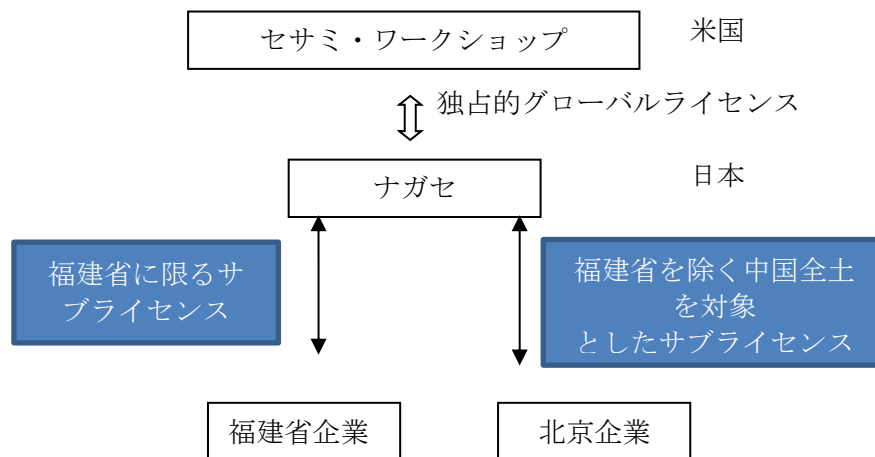 セサミ・ワークショップ
米国
独占的グローバルライセンス
ナガセ
日本
福建省に限るサ
ブライセンス
福建省を除く中国全土
を対象
としたサブライセンス
福建省企業
北京企業